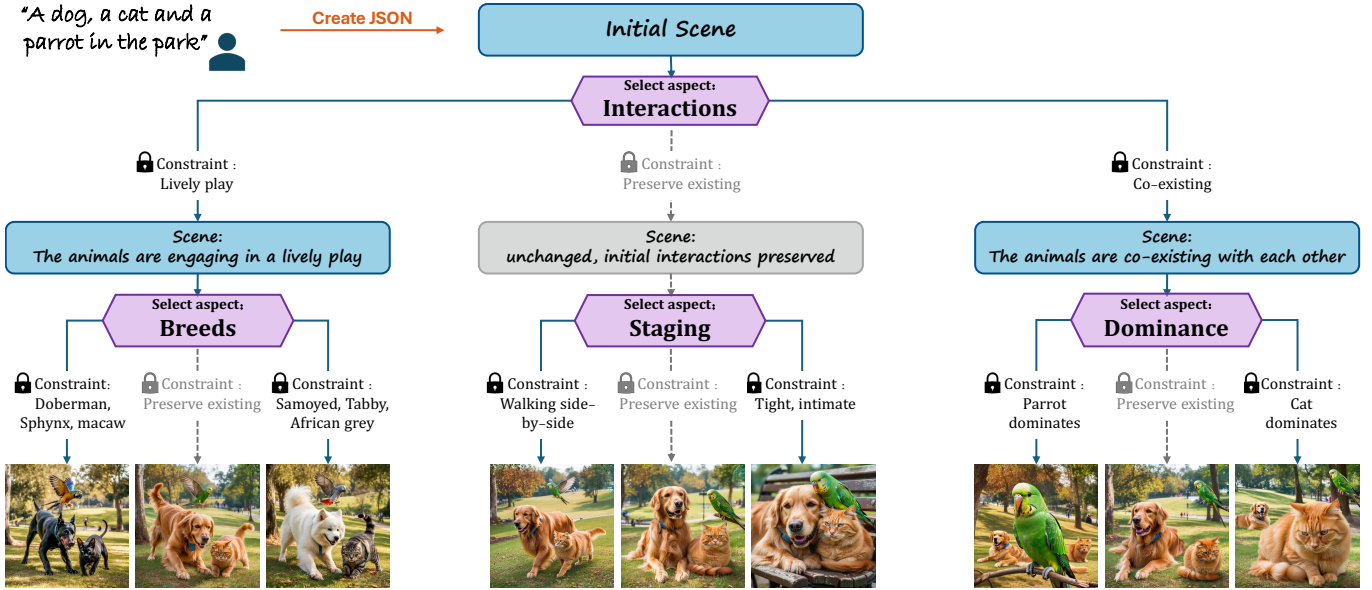 “A dog, a cat and a
parrot in the park”
Create JSON
Initial Scene
Select aspect:
Interactions
Constraint :
Lively play
Constraint :
Preserve existing
Constraint :
Co-existing
Scene:
The animals are engaging in a lively play
Scene:
unchanged, initial interactions preserved
Scene:
The animals are co-existing with each other
Select aspect:
Breeds
Select aspect:
Staging
Select aspect:
Dominance
Constraint:
Doberman,
Sphynx, macaw
Constraint :
Preserve existing
Constraint :
Samoyed, Tabby,
African grey
Constraint :
Walking side-
by-side
Constraint :
Preserve existing
Constraint :
Tight, intimate
Constraint :
Parrot
dominates
Constraint :
Preserve existing
Constraint :
Cat
dominates